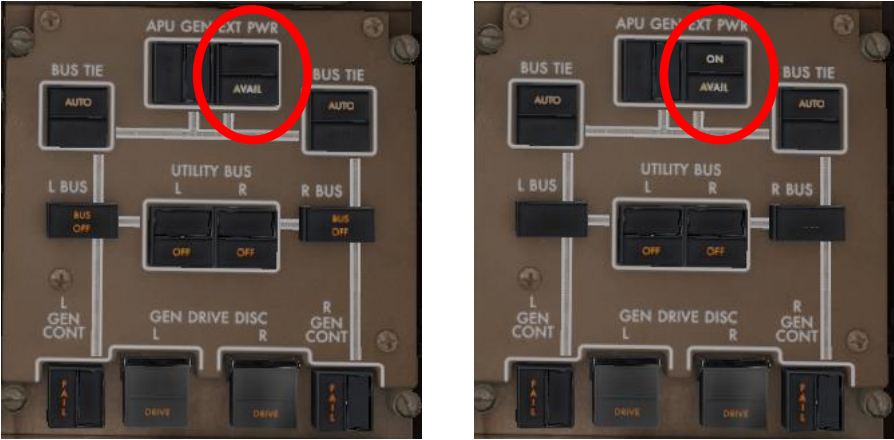 APU GEN EXT PWR
BUS TIE
BUS TIE
AUTO
AVAIL
AUTO
UTILITY BUS
L BUS
L
R
R BUS
BUS
OFF
BUS
OFF
OFF
OFF
L
GEN
CONT
GEN DRIVE DISC
L
R
R
GEN
CONT
FAIL
DRIVE
DRIVE
FAIL
APU GEN EXT PWR
BUS TIE
ON
BUS TIE
AUTO
AVAIL
AUTO
UTILITY BUS
L BUS
L
R
R BUS
OFF
OFF
L
GEN
CONT
GEN DRIVE DISC
L
R
R
GEN
CONT
FAIL
DRIVE
DRIVE
FAIL